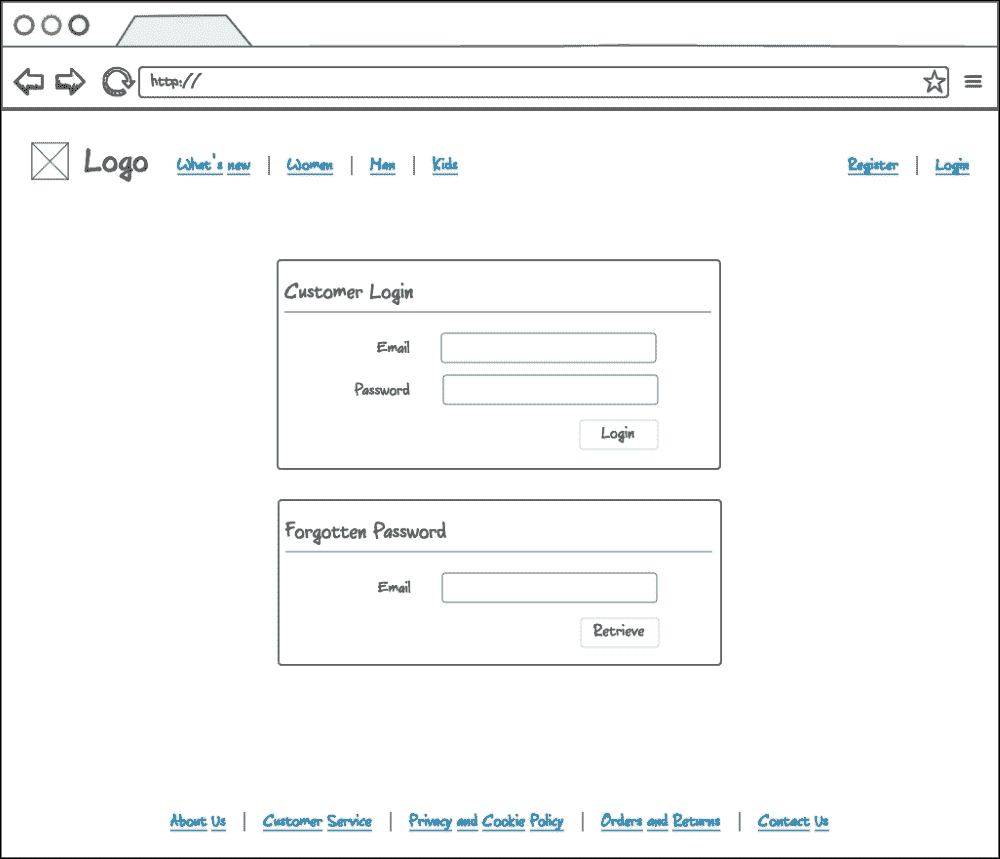 http://
Logo What's new | Women | Man | Kids Register | Login
Customer Login
Email
Password
Login
Forgotten Password
Email
Retrieve
About Us | Customer Service | Privacy and Cookie Policy | Orders and Returns | Contact Us